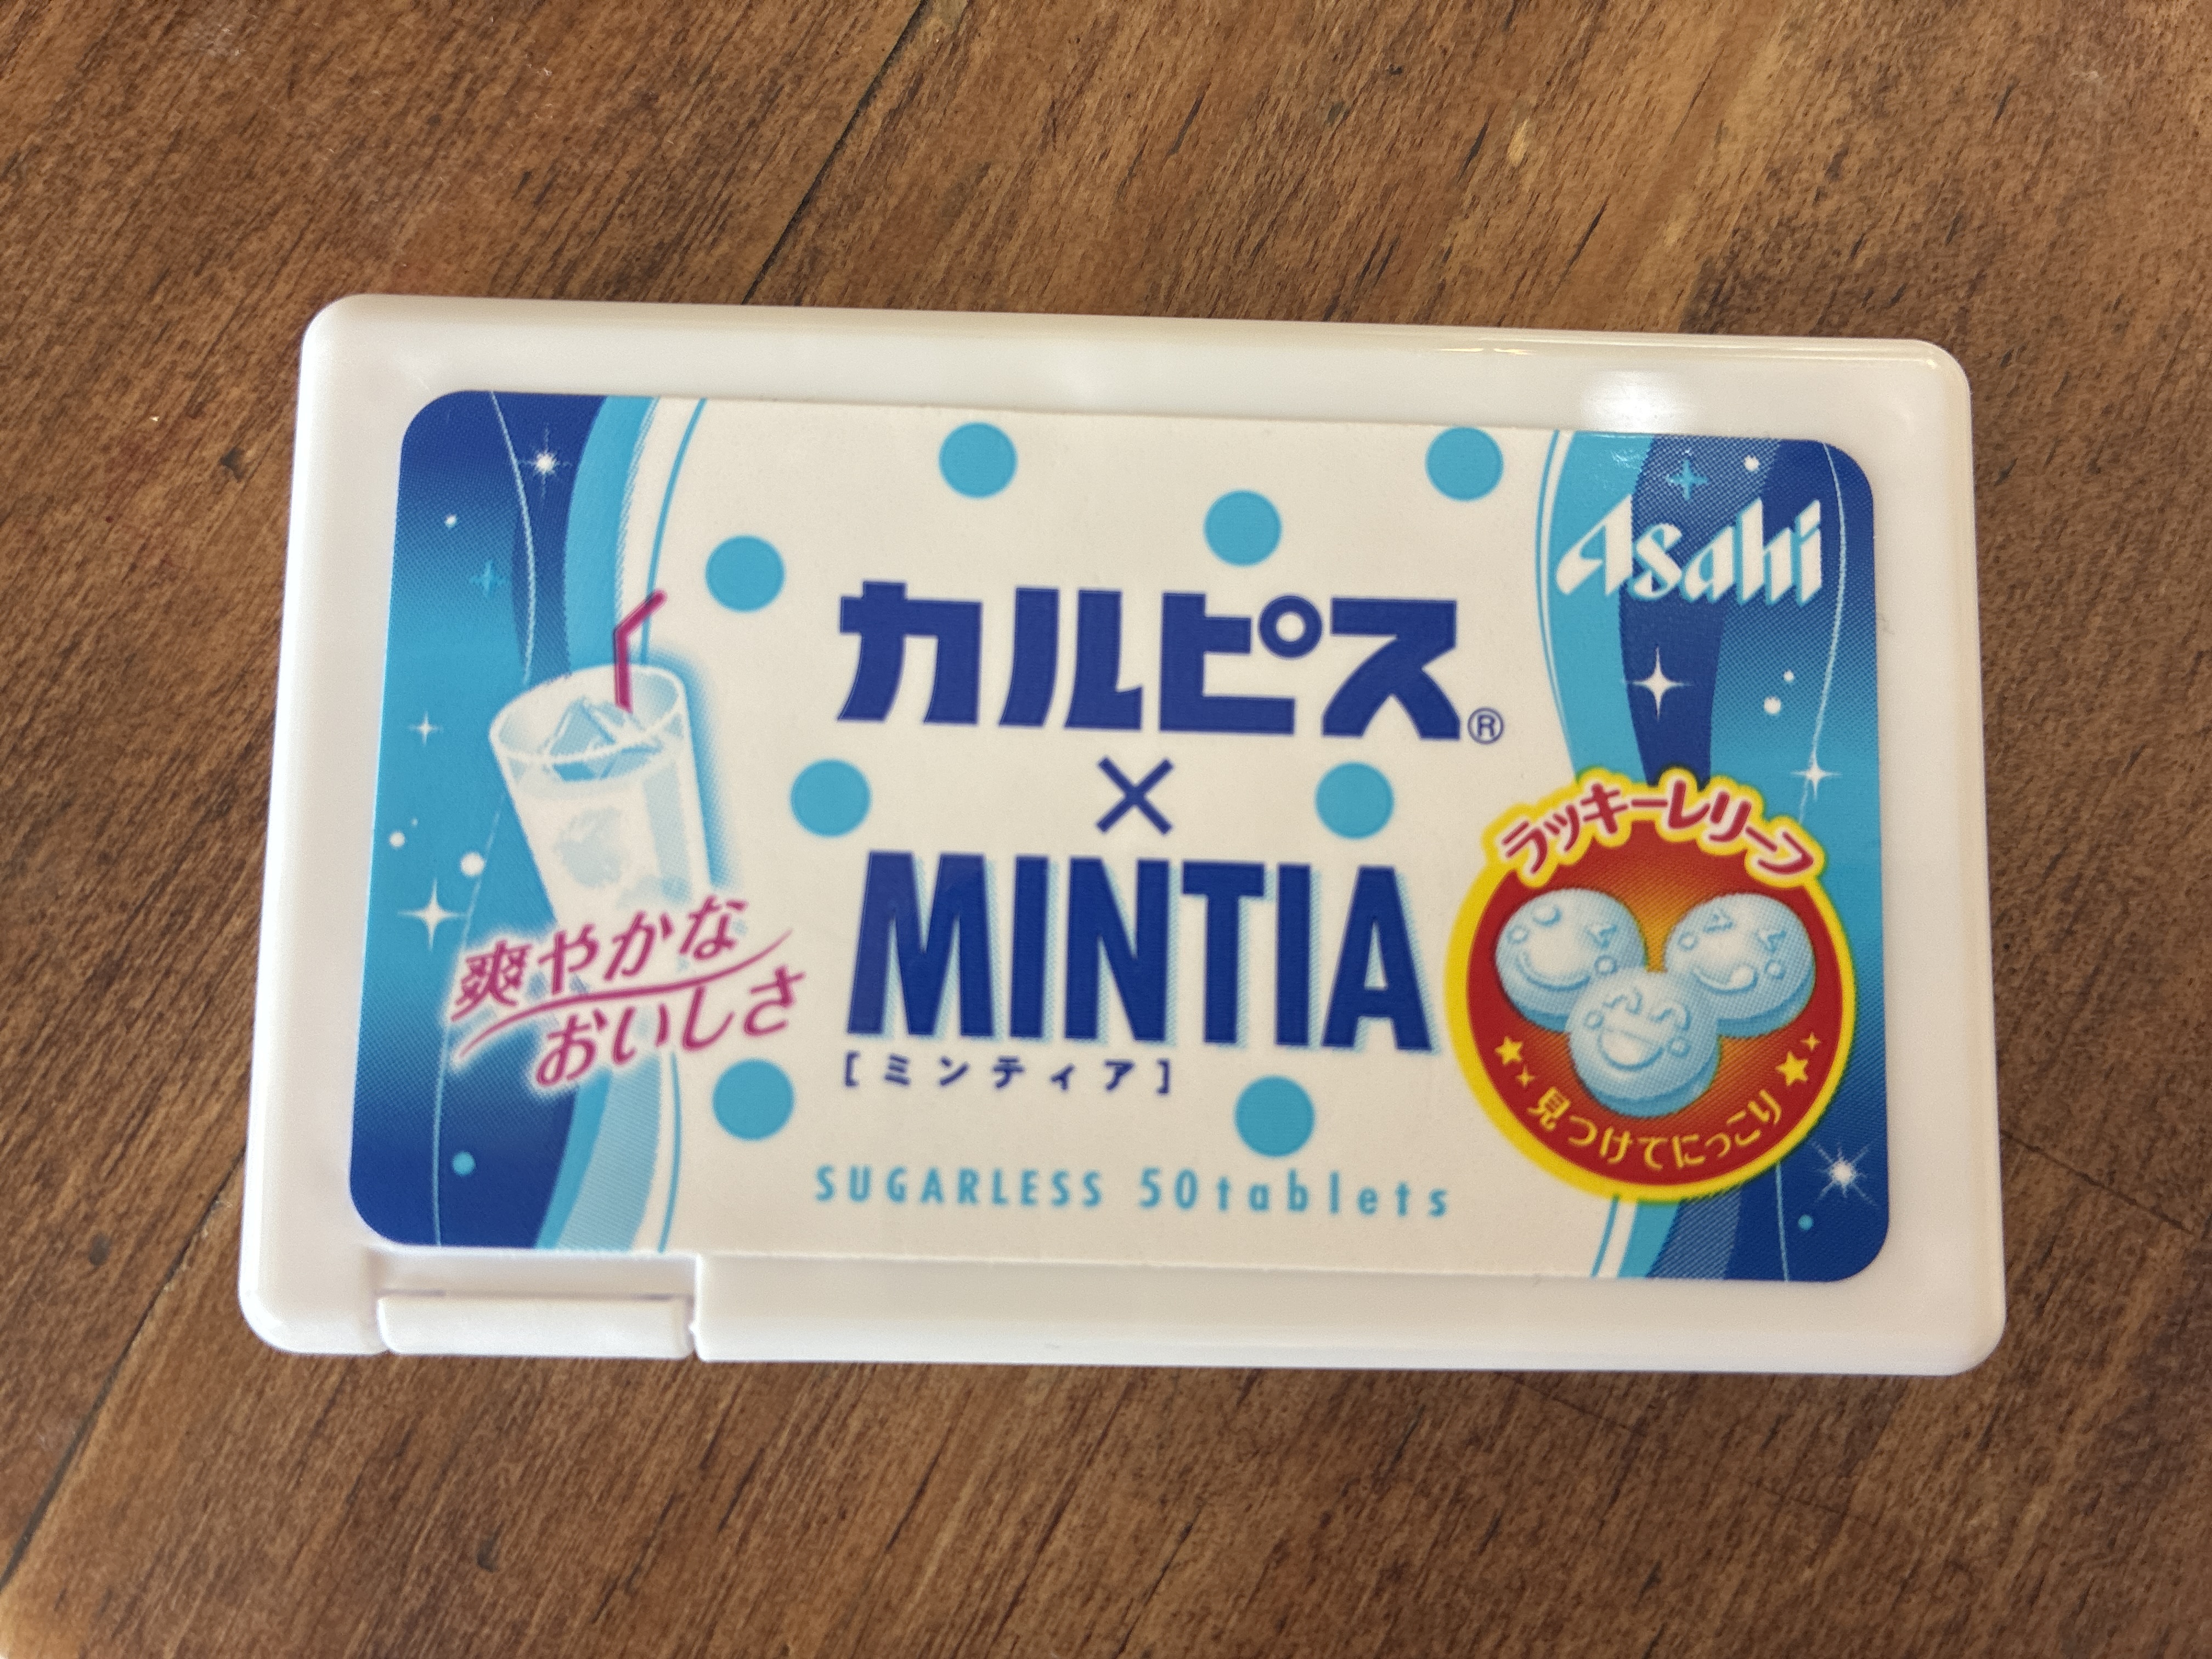 Asahi
カルピス®
×
MINTIA
[ミンティア]
SUGARLESS 50tablets
爽やかな
おいしさ
ラッキーレリーフ
見つけてにっこり